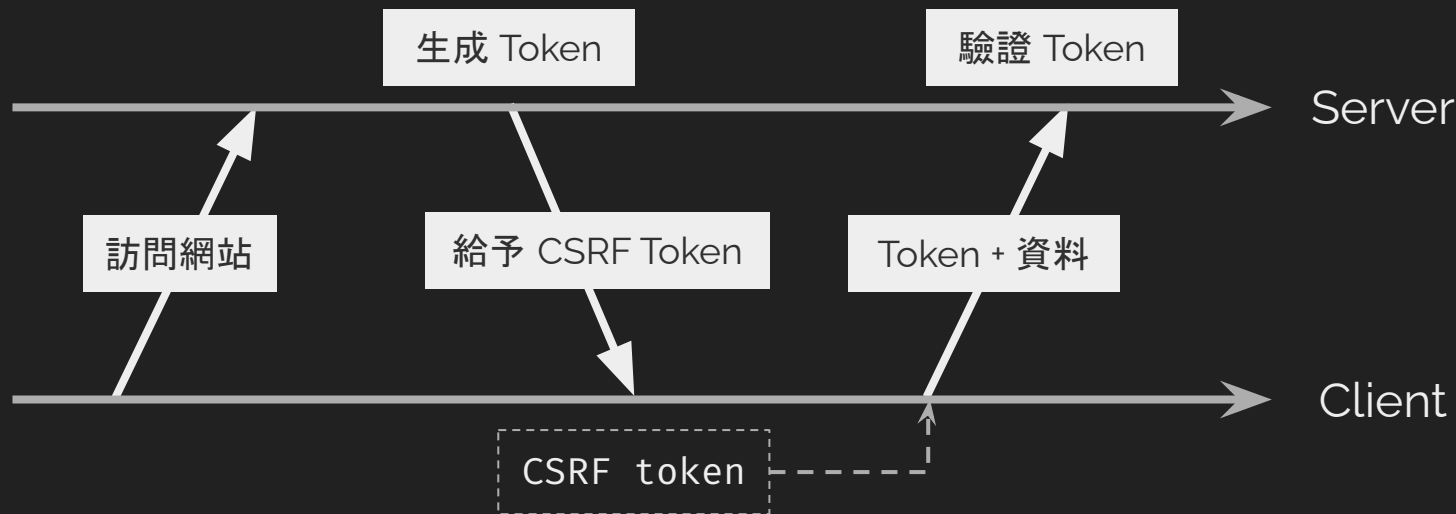 生成 Token
驗證 Token
Server
訪問網站
給予 CSRF Token
Token + 資料
Client
CSRF token